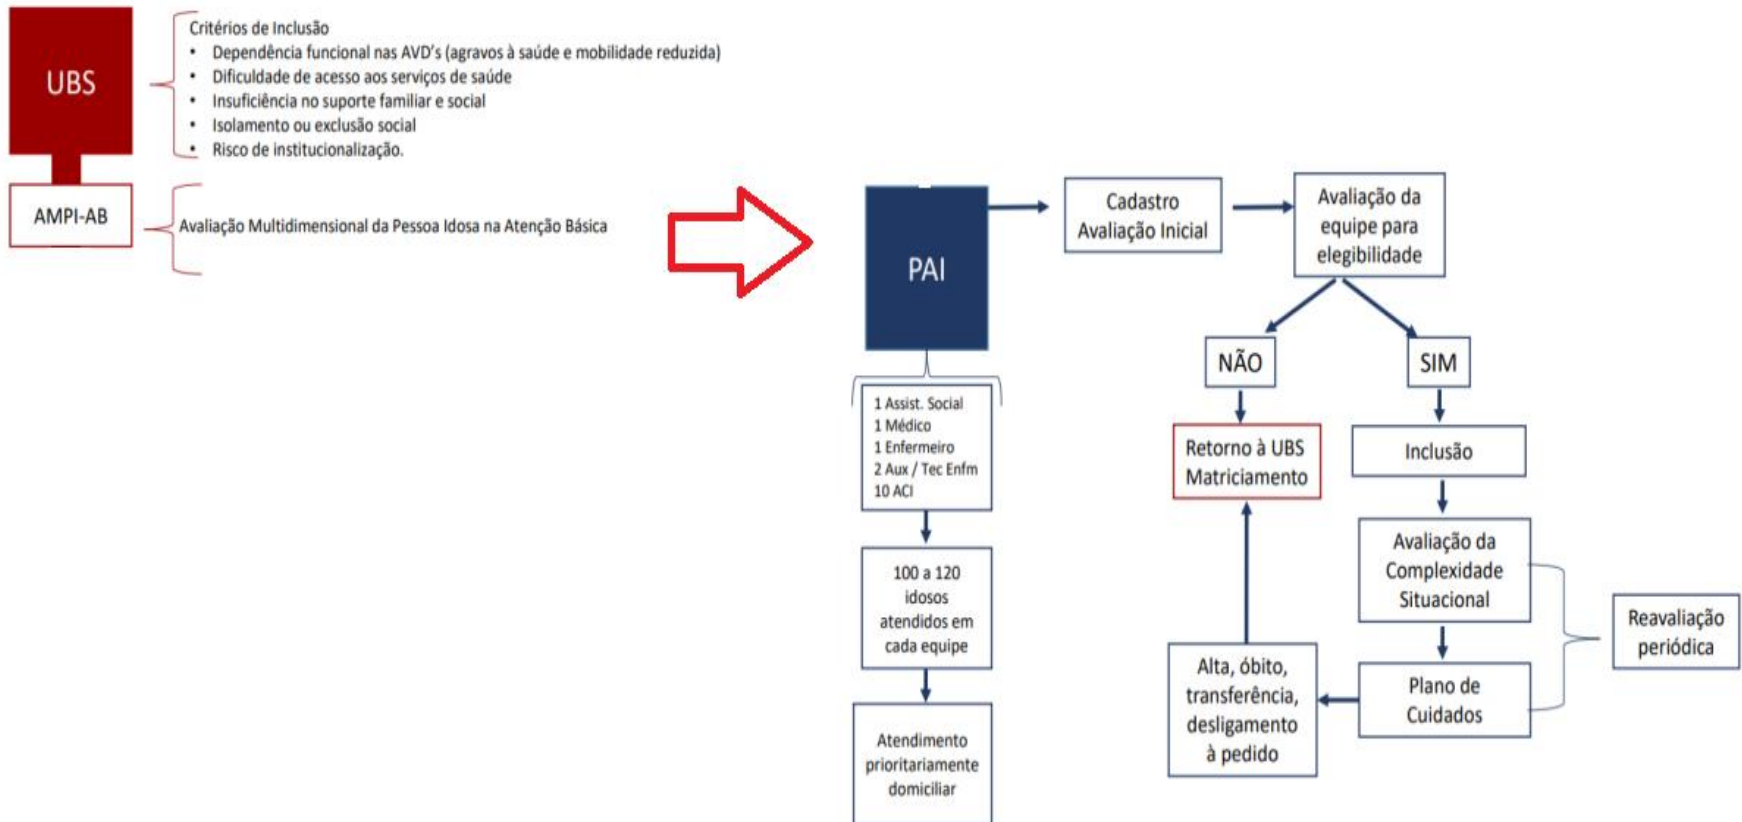 UBS
Critérios de Inclusão
• Dependência funcional nas AVD's (agravos à saúde e mobilidade reduzida)
• Dificuldade de acesso aos serviços de saúde
• Insuficiência no suporte familiar e social
• Isolamento ou exclusão social
• Risco de institucionalização.
AMPI-AB
Avaliação Multidimensional da Pessoa Idosa na Atenção Básica
PAI
Cadastro
Avaliação Inicial
Avaliação da
equipe para
elegibilidade
NÃO
SIM
1 Assist. Social
1 Médico
1 Enfermeiro
2 Aux / Tec Enfm
10 ACI
Retorno à UBS
Matriciamento
Inclusão
100 a 120
idosos
atendidos em
cada equipe
Avaliação da
Complexidade
Situacional
Reavaliação
periódica
Alta, óbito,
transferência,
desligamento
à pedido
Plano de
Cuidados
Atendimento
prioritariamente
domiciliar